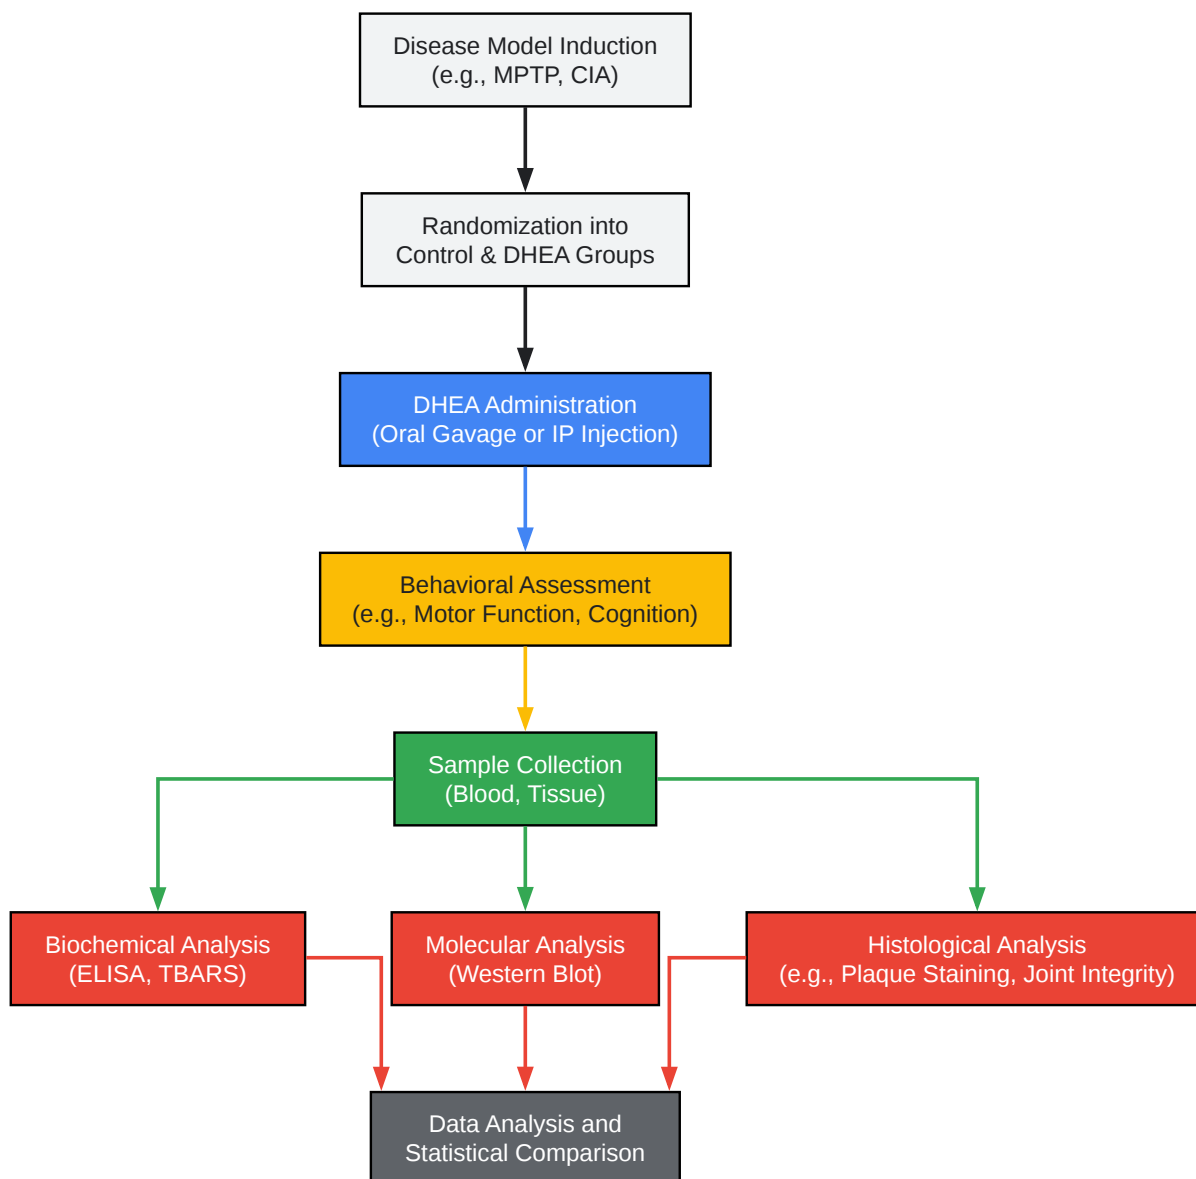 Disease Model Induction
(e.g., MPTP, CIA)
Randomization into
Control & DHEA Groups
DHEA Administration
(Oral Gavage or IP Injection)
Behavioral Assessment
(e.g., Motor Function, Cognition)
Sample Collection
(Blood, Tissue)
Biochemical Analysis
(ELISA, TBARS)
Molecular Analysis
(Western Blot)
Histological Analysis
(e.g., Plaque Staining, Joint Integrity)
Data Analysis and
Statistical Comparison